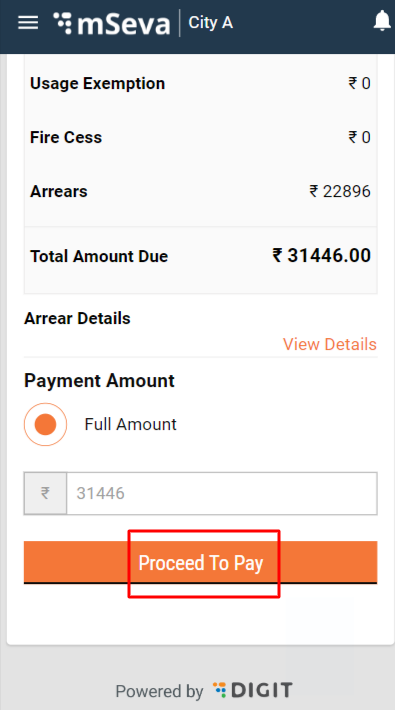 mSeva City A
Usage Exemption ₹ 0
Fire Cess ₹ 0
Arrears ₹ 22896
Total Amount Due ₹ 31446.00
Arrear Details
View Details
Payment Amount
Full Amount
₹ 31446
Proceed To Pay
Powered by DIGIT